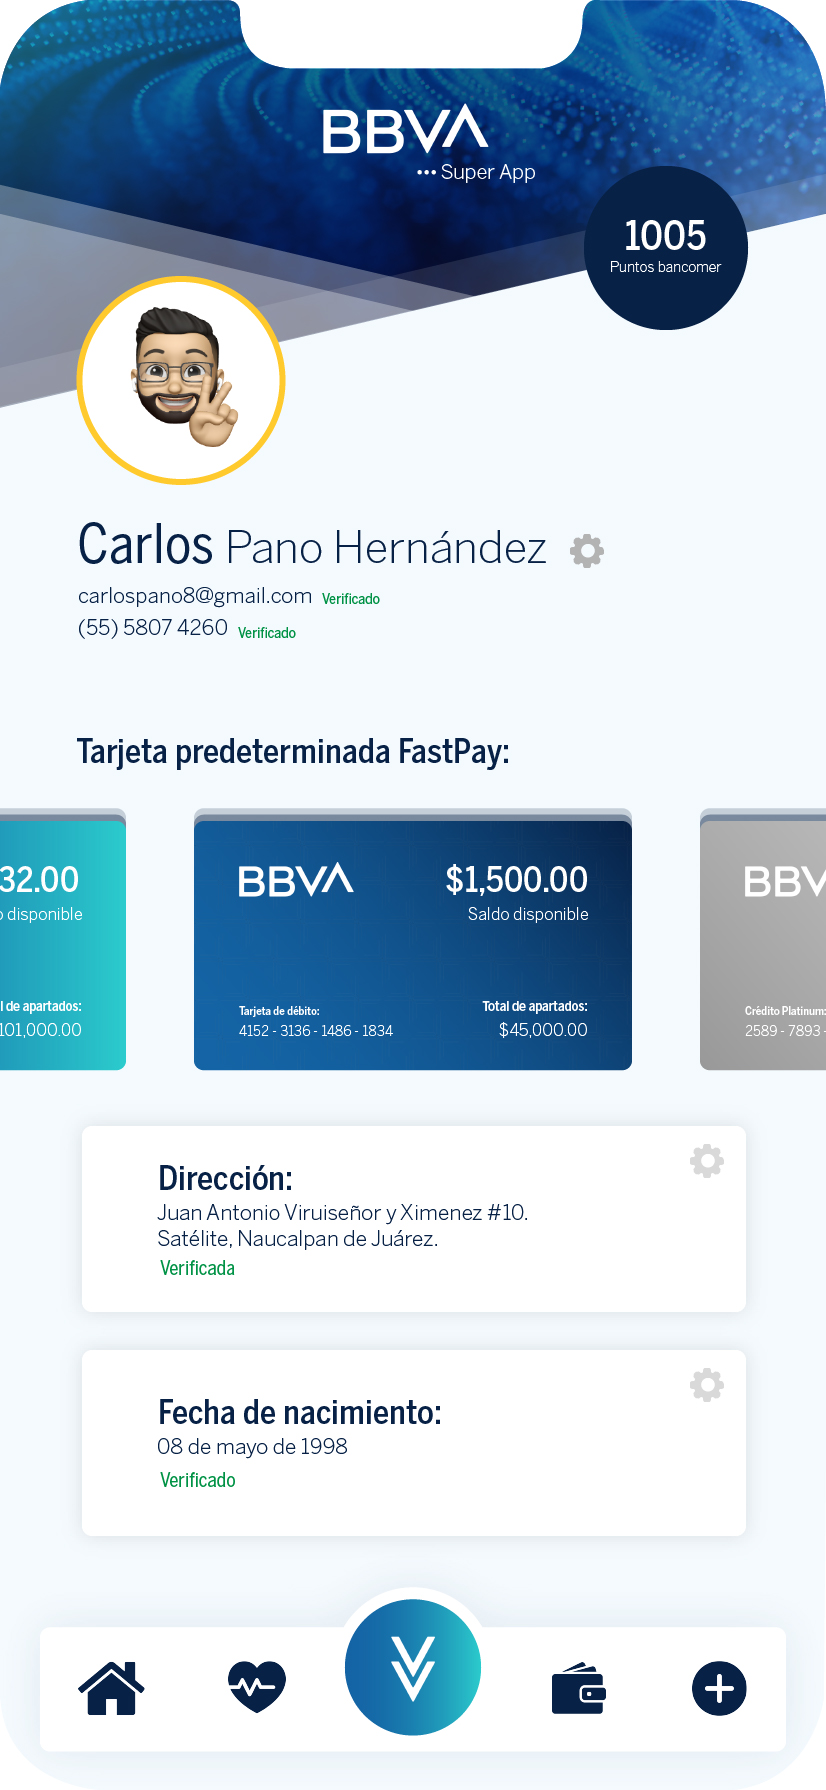 BBVA
Super App
1005
Puntos bancomer
Carlos Pano Hernández
carlospano8@gmail.com Verificado
(55) 5807 4260 Verificado
Tarjeta predeterminada FastPay:
32.00
disponible
l de apartados:
101,000.00
BBVA
$1,500.00
Saldo disponible
Tarjeta de débito:
4152 - 3136 - 1486 - 1834
Total de apartados:
$45,000.00
BBV
Crédito Platinum:
2589 - 7893 -
Dirección:
Juan Antonio Viruiseñor y Ximenez #10.
Satélite, Naucalpan de Juárez.
Verificada
Fecha de nacimiento:
08 de mayo de 1998
Verificado